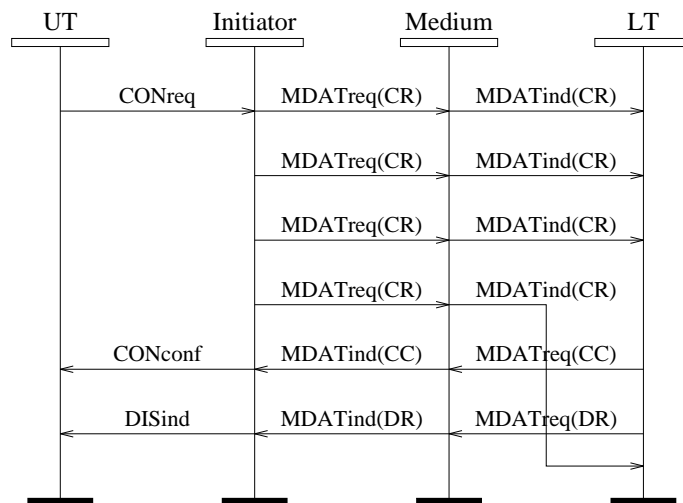 UT Initiator Medium LT
CONreq MDATreq(CR) MDATind(CR)
MDATreq(CR) MDATind(CR)
MDATreq(CR) MDATind(CR)
MDATreq(CR) MDATind(CR)
CONconf MDATind(CC) MDATreq(CC)
DISind MDATind(DR) MDATreq(DR)